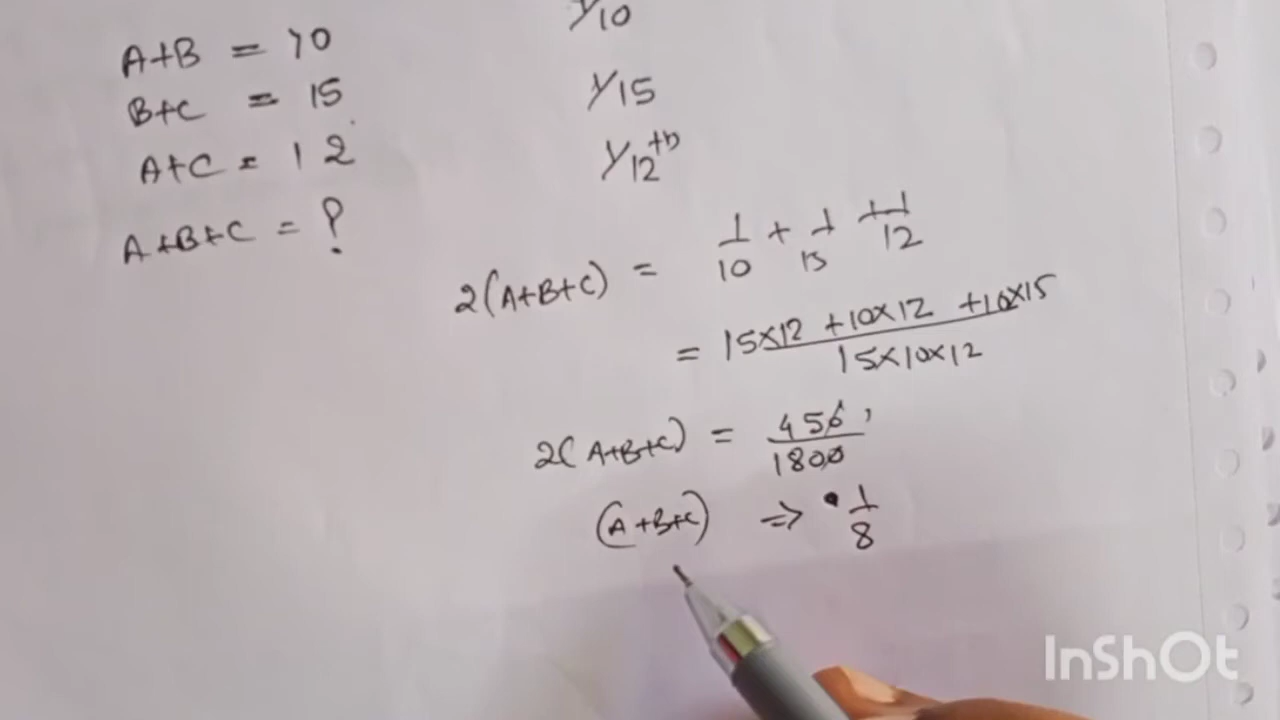 A+B = 10
1/10
B+C = 15
1/15
A+C = 12
1/12th
A+B+C = ?
2(A+B+C) = 1/10 + 1/15 + 1/12
= 15×12 +10×12 +10×15 / 15×10×12
2(A+B+C) = 450 / 1800
(A+B+C) => 1/8
InShOt